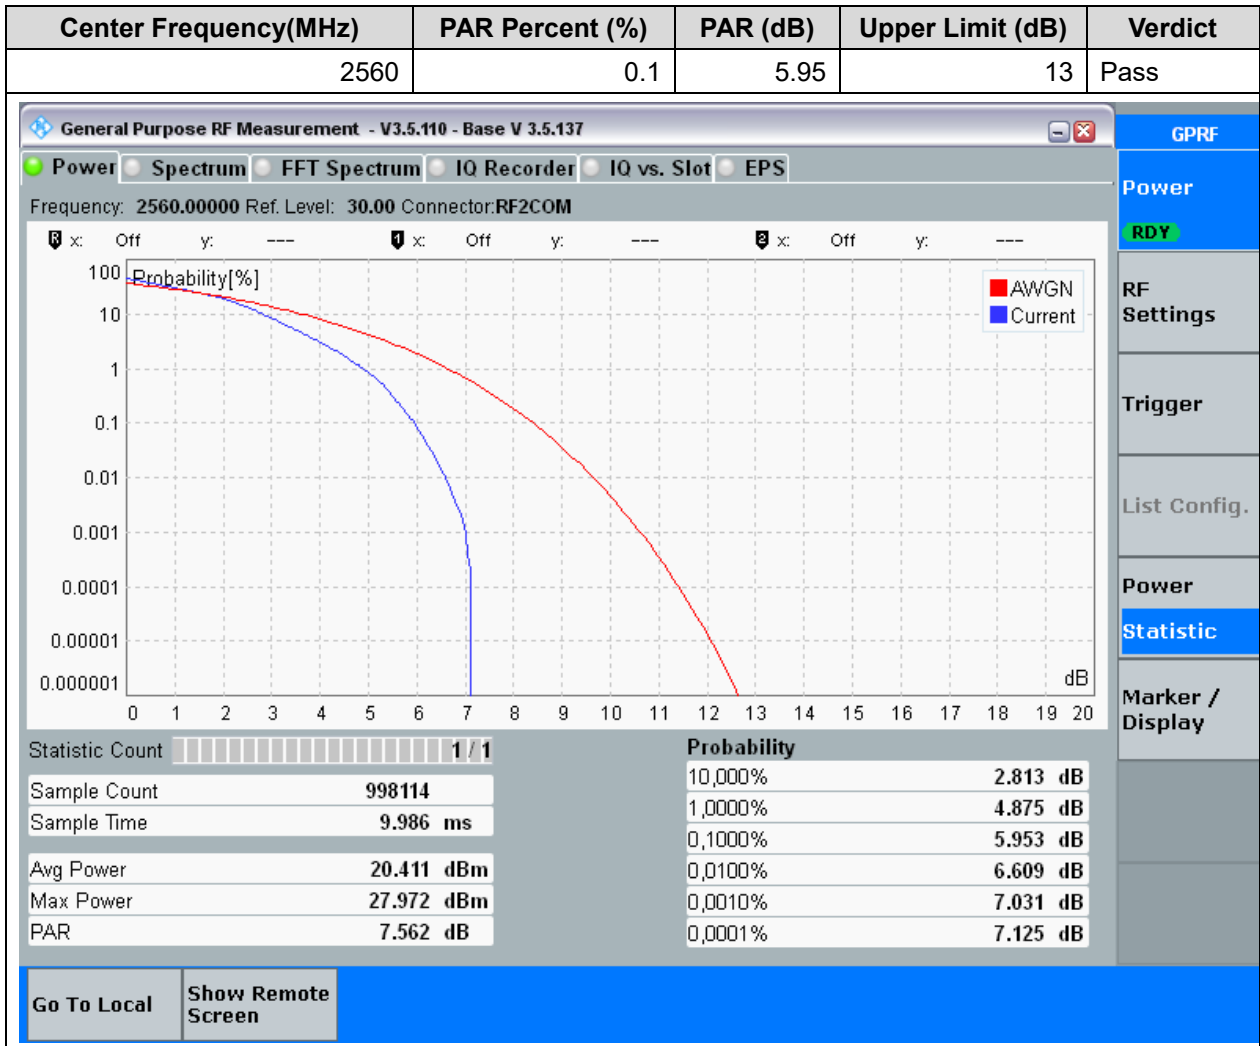 Center Frequency(MHz) PAR Percent (%) PAR (dB) Upper Limit (dB) Verdict
2560 0.1 5.95 13 Pass
General Purpose RF Measurement - V3.5.110 - Base V 3.5.137
GPRF
Power Spectrum FFT Spectrum IQ Recorder IQ vs. Slot EPS
Power
RDY
Frequency: 2560.00000 Ref. Level: 30.00 Connector:RF2COM
R x: Off y: --- 1 x: Off y: --- 2 x: Off y: ---
Probability[%]
AWGN
Current
100
10
1
0.1
0.01
0.001
0.0001
0.00001
0.000001
dB
0 1 2 3 4 5 6 7 8 9 10 11 12 13 14 15 16 17 18 19 20
RF
Settings
Trigger
List Config.
Power
Statistic
Marker /
Display
Statistic Count 1 / 1
Sample Count 998114
Sample Time 9.986 ms
Avg Power 20.411 dBm
Max Power 27.972 dBm
PAR 7.562 dB
Probability
10,000% 2.813 dB
1,0000% 4.875 dB
0,1000% 5.953 dB
0,0100% 6.609 dB
0,0010% 7.031 dB
0,0001% 7.125 dB
Go To Local
Show Remote
Screen